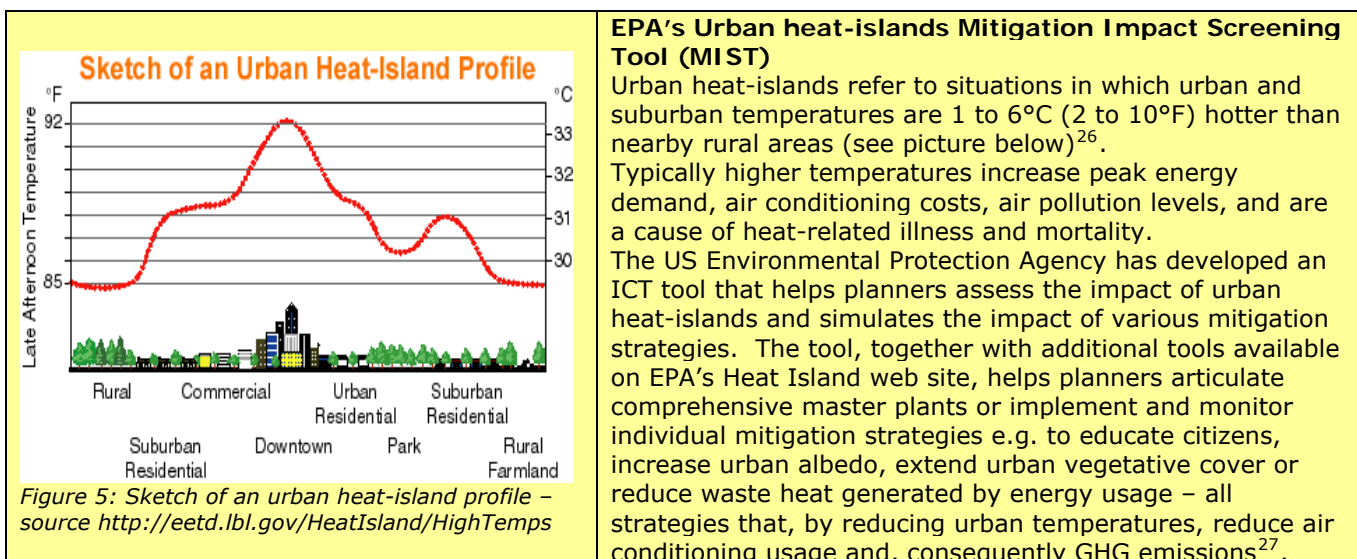 Sketch of an Urban Heat-Island Profile
°F
°C
92
33
32
31
30
85
Late Afternoon Temperature
Rural
Commercial
Urban
Residential
Suburban
Residential
Suburban
Residential
Downtown
Park
Rural
Farmland
Figure 5: Sketch of an urban heat-island profile –
source http://eetd.lbl.gov/HeatIsland/HighTemps
EPA's Urban heat-islands Mitigation Impact Screening
Tool (MIST)
Urban heat-islands refer to situations in which urban and
suburban temperatures are 1 to 6°C (2 to 10°F) hotter than
nearby rural areas (see picture below)26.
Typically higher temperatures increase peak energy
demand, air conditioning costs, air pollution levels, and are
a cause of heat-related illness and mortality.
The US Environmental Protection Agency has developed an
ICT tool that helps planners assess the impact of urban
heat-islands and simulates the impact of various mitigation
strategies. The tool, together with additional tools available
on EPA's Heat Island web site, helps planners articulate
comprehensive master plants or implement and monitor
individual mitigation strategies e.g. to educate citizens,
increase urban albedo, extend urban vegetative cover or
reduce waste heat generated by energy usage – all
strategies that, by reducing urban temperatures, reduce air
conditioning usage and, consequently GHG emissions27.